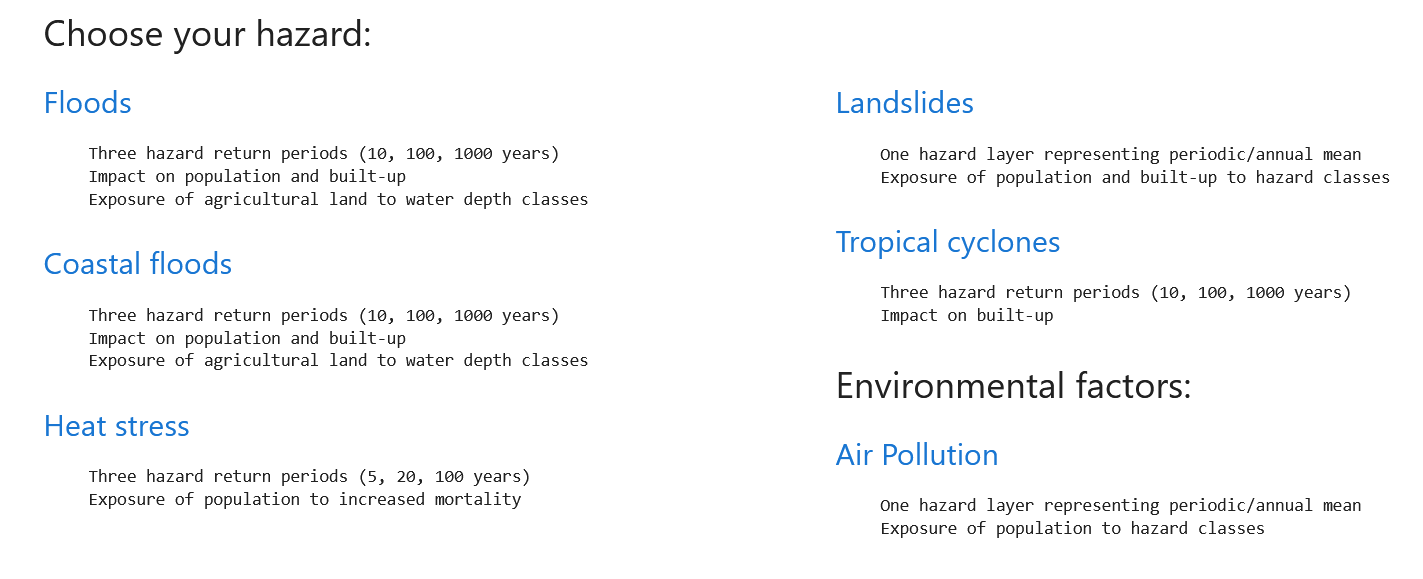 Choose your hazard:
Floods
Three hazard return periods (10, 100, 1000 years)
Impact on population and built-up
Exposure of agricultural land to water depth classes
Coastal floods
Three hazard return periods (10, 100, 1000 years)
Impact on population and built-up
Exposure of agricultural land to water depth classes
Heat stress
Three hazard return periods (5, 20, 100 years)
Exposure of population to increased mortality
Landslides
One hazard layer representing periodic/annual mean
Exposure of population and built-up to hazard classes
Tropical cyclones
Three hazard return periods (10, 100, 1000 years)
Impact on built-up
Environmental factors:
Air Pollution
One hazard layer representing periodic/annual mean
Exposure of population to hazard classes